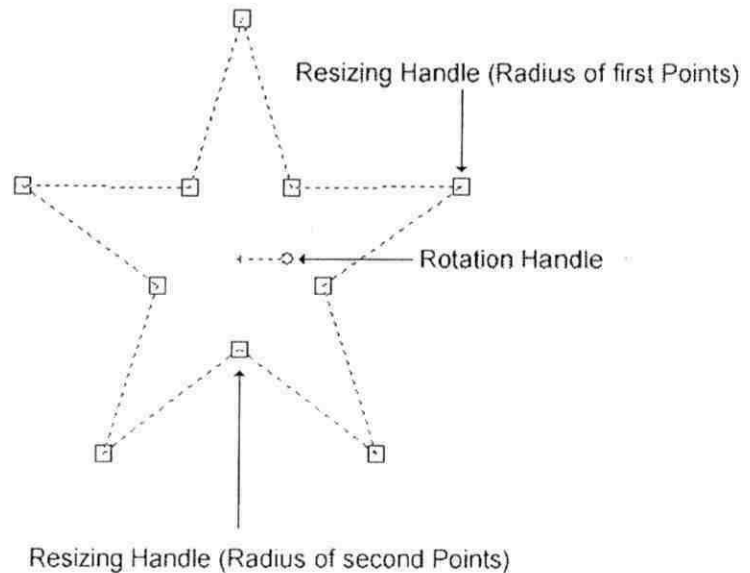 Resizing Handle (Radius of first Points)
Rotation Handle
Resizing Handle (Radius of second Points)